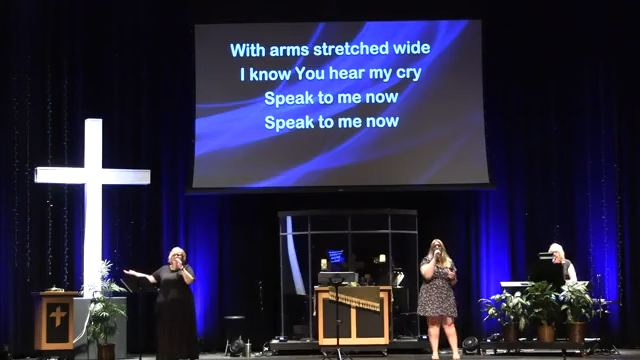 With arms stretched wide
I know You hear my cry
Speak to me now
Speak to me now